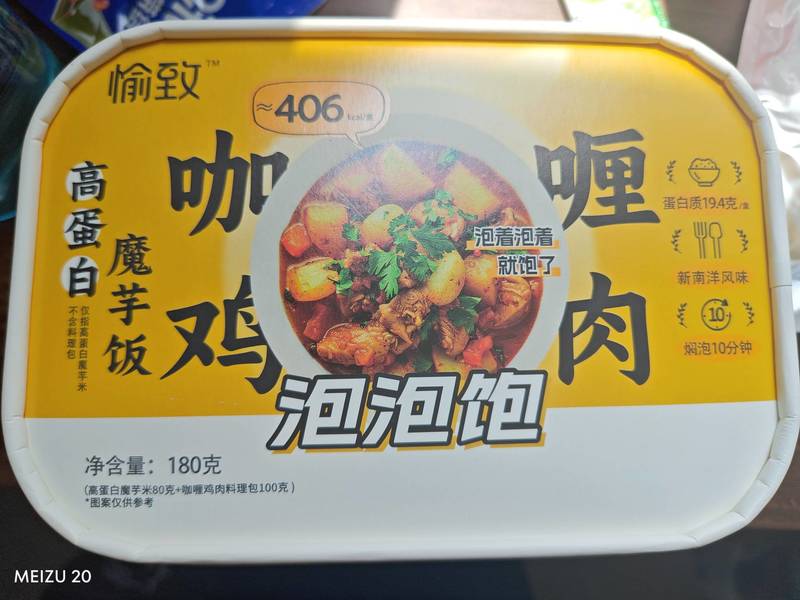 愉致™
≈406 kcal/盒
咖喱
鸡肉
高蛋白
魔芋饭
仅指高蛋白魔芋米
不含料理包
泡着泡着
就饱了
蛋白质19.4克/盒
新南洋风味
10
焖泡10分钟
泡泡饱
净含量：180克
(高蛋白魔芋米80克+咖喱鸡肉料理包100克)
*图案仅供参考
MEIZU 20